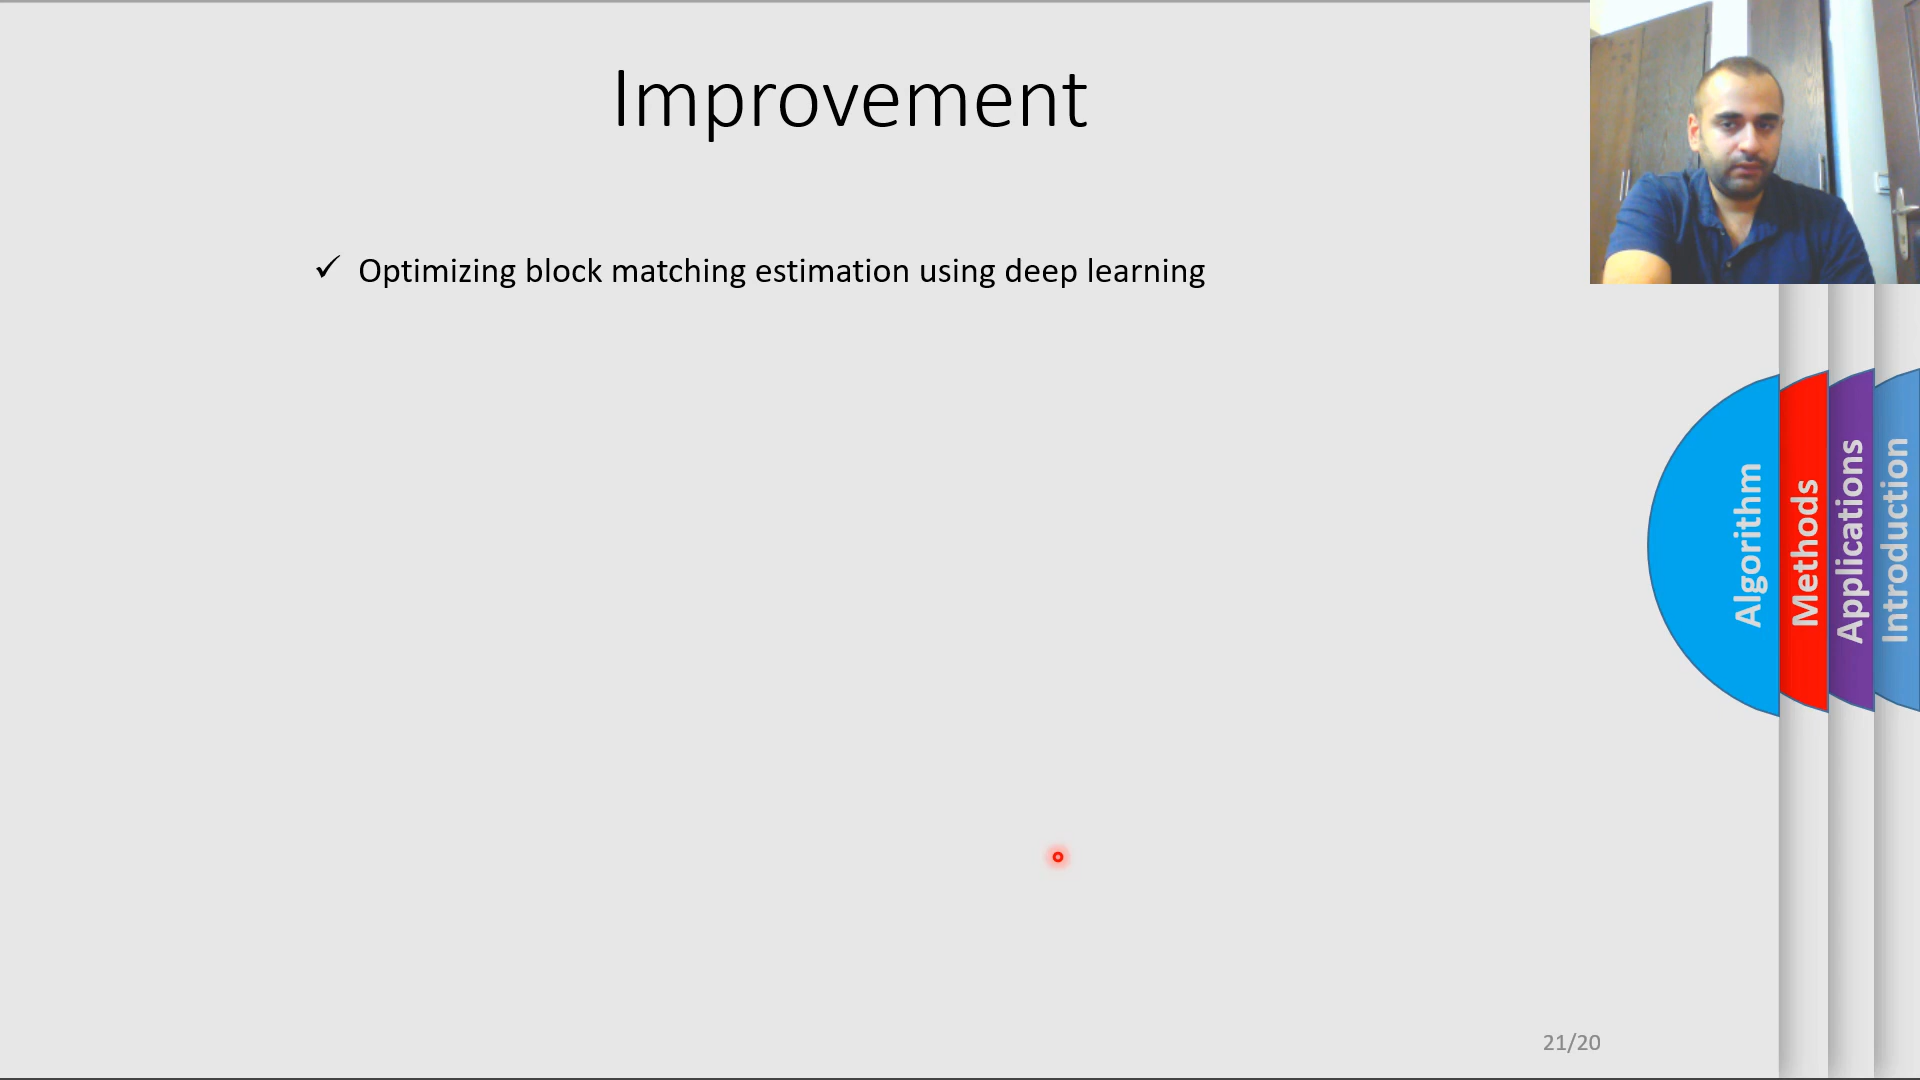 Improvement
✓ Optimizing block matching estimation using deep learning
Algorithm
Methods
Applications
Introduction
21/20